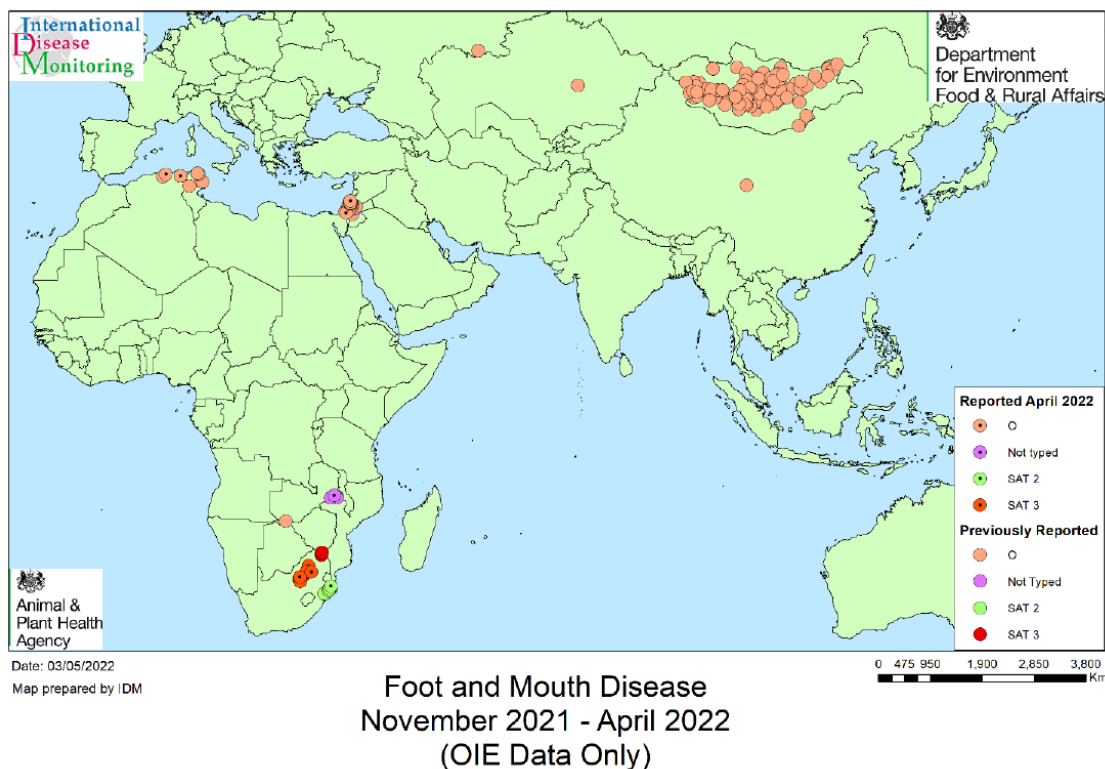 International
Disease
Monitoring
Department
for Environment
Food & Rural Affairs
Reported April 2022
O
Not typed
SAT 2
SAT 3
Previously Reported
O
Not Typed
SAT 2
SAT 3
Animal &
Plant Health
Agency
Date: 03/05/2022
Map prepared by IDM
0 475 950 1,900 2,850 3,800
Km
Foot and Mouth Disease
November 2021 - April 2022
(OIE Data Only)